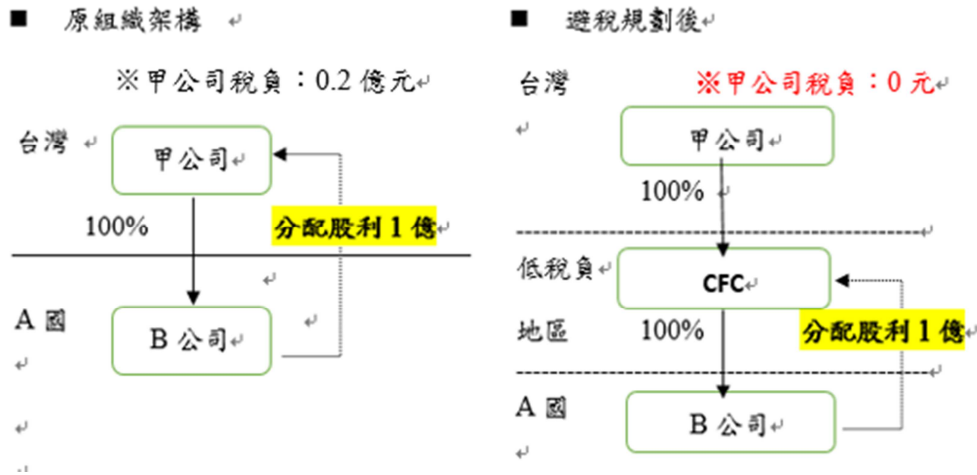 ■ 原組織架構
※甲公司稅負：0.2 億元
台灣
甲公司
100%
分配股利 1 億
A 國
B 公司
■ 避稅規劃後
台灣
※甲公司稅負：0 元
甲公司
100%
低稅負
地區
CFC
100%
分配股利 1 億
A 國
B 公司